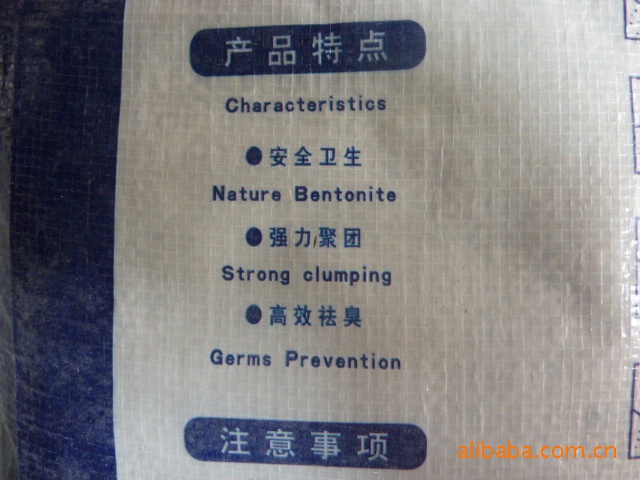 产品特点
Characteristics
●安全卫生
Nature Bentonite
●强力聚团
Strong clumping
●高效祛臭
Germs Prevention
注意事项
alibaba.com.cn